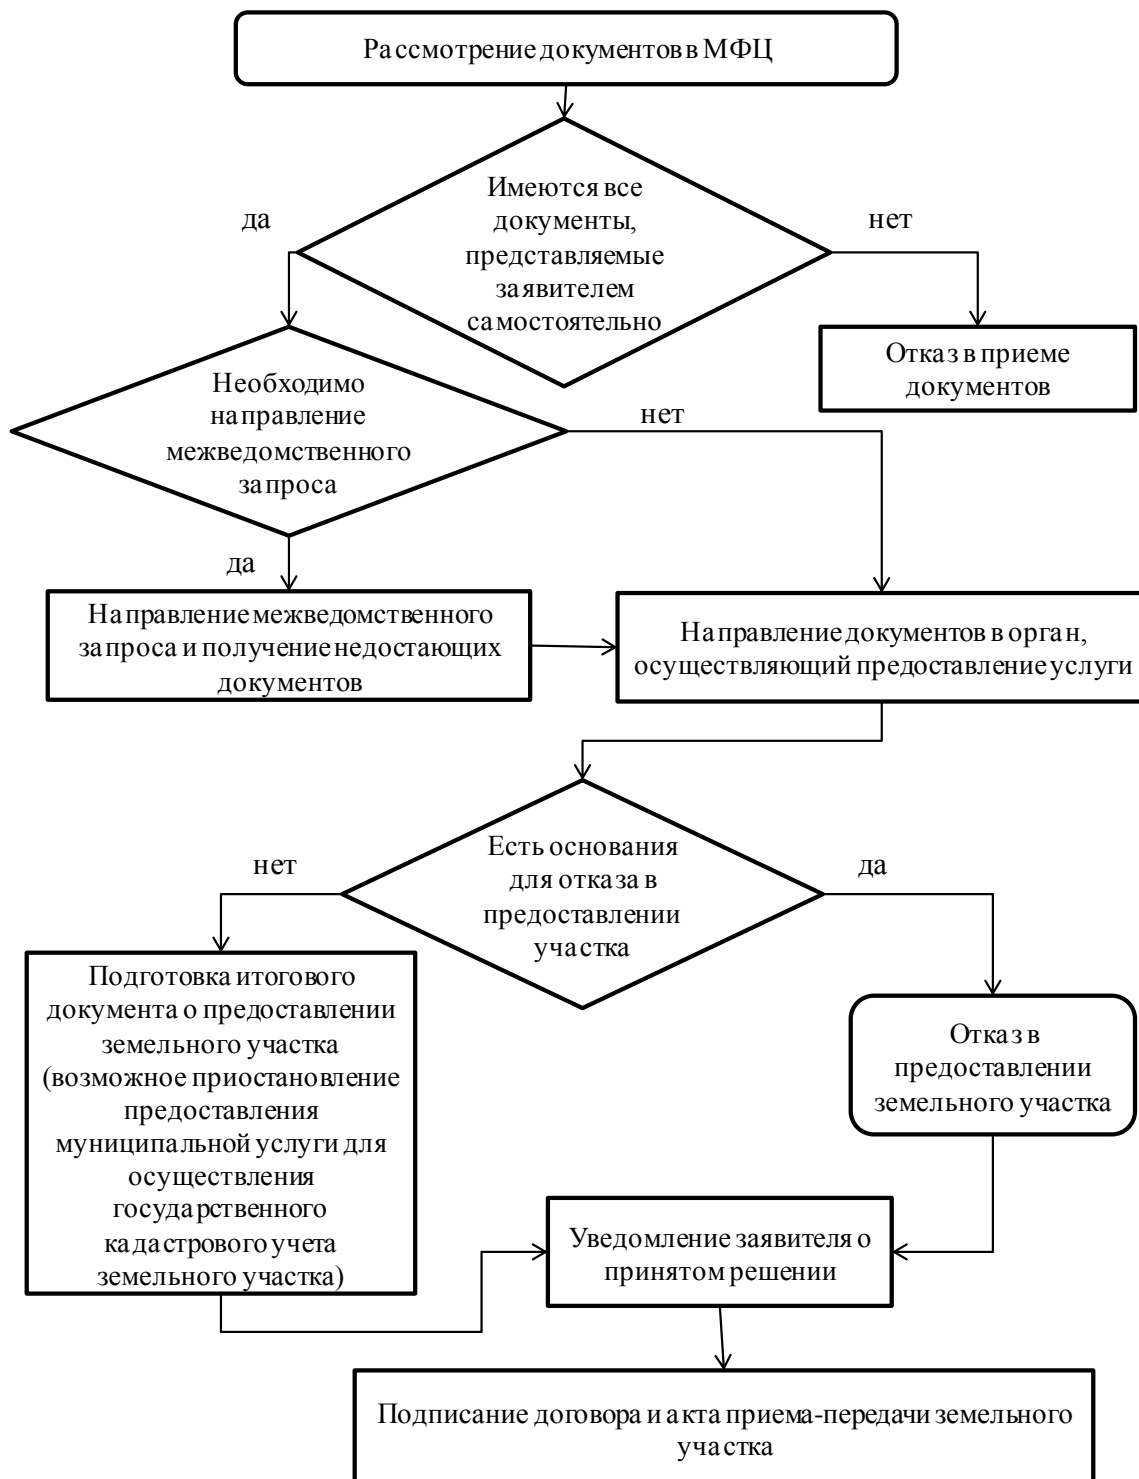 Рассмотрение документов в МФЦ
Имеются все
документы,
представляемые
заявителем
самостоятельно
да
нет
Отказ в приеме
документов
Необходимо
направление
межведомственного
запроса
нет
да
Направление межведомственного
запроса и получение недостающих
документов
Направление документов в орган,
осуществляющий предоставление услуги
Есть основания
для отказа в
предоставлении
участка
нет
да
Подготовка итогового
документа о предоставлении
земельного участка
(возможное приостановление
предоставления
муниципальной услуги для
осуществления
государственного
кадастрового учета
земельного участка)
Отказ в
предоставлении
земельного участка
Уведомление заявителя о
принятом решении
Подписание договора и акта приема-передачи земельного
участка